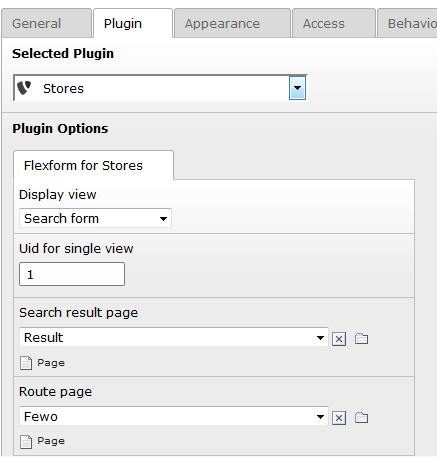 General Plugin Appearance Access Behavio
Selected Plugin
Stores
Plugin Options
Flexform for Stores
Display view
Search form
Uid for single view
1
Search result page
Result
Page
Route page
Fewo
Page